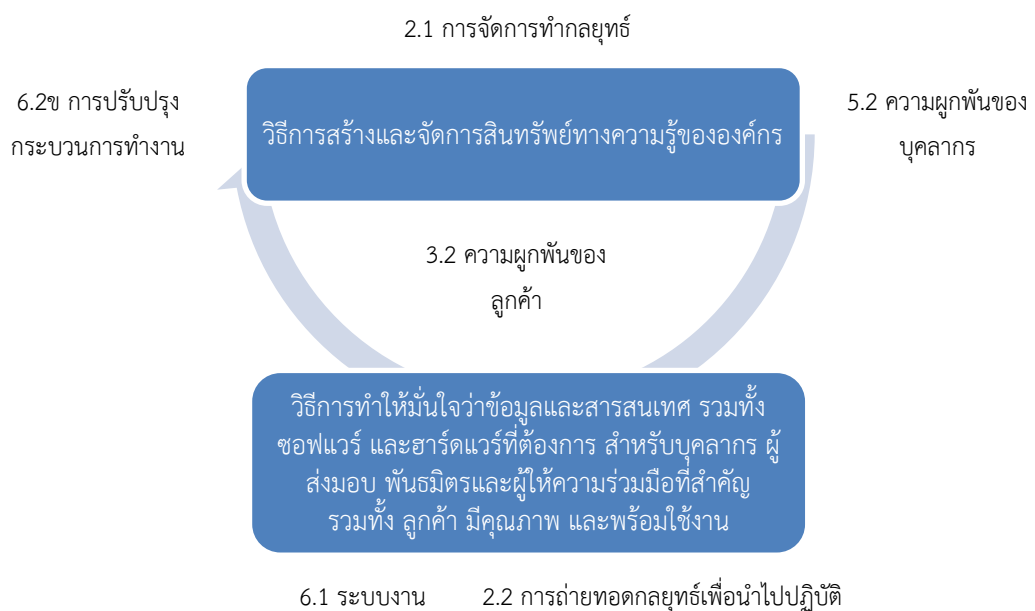 2.1 การจัดการทำกลยุทธ์
6.2ข การปรับปรุง
กระบวนการทำงาน
วิธีการสร้างและจัดการสินทรัพย์ทางความรู้ขององค์กร
5.2 ความผูกพันของ
บุคลากร
3.2 ความผูกพันของ
ลูกค้า
วิธีการทำให้มั่นใจว่าข้อมูลและสารสนเทศ รวมทั้ง
ซอฟแวร์ และฮาร์ดแวร์ที่ต้องการ สำหรับบุคลากร ผู้
ส่งมอบ พันธมิตรและผู้ให้ความร่วมมือที่สำคัญ
รวมทั้ง ลูกค้า มีคุณภาพ และพร้อมใช้งาน
6.1 ระบบงาน 2.2 การถ่ายทอดกลยุทธ์เพื่อนำไปปฏิบัติ